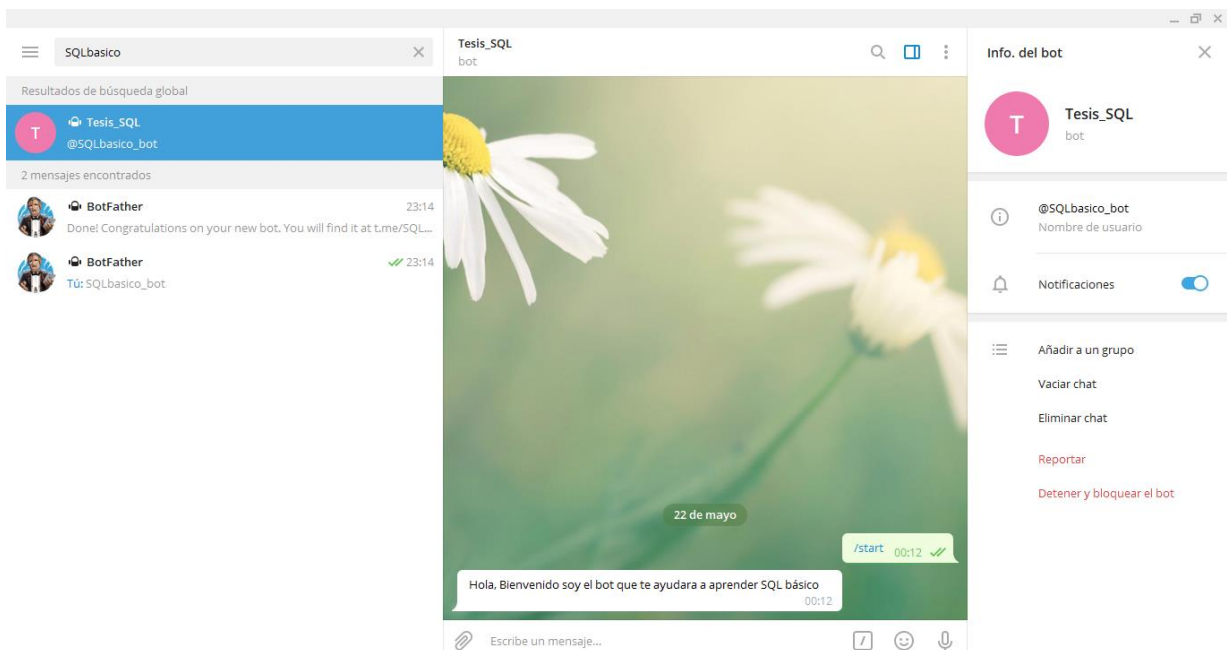 SQLbasico
Resultados de búsqueda global
T
Tesis_SQL
@SQLbasico_bot
2 mensajes encontrados
BotFather 23:14
Done! Congratulations on your new bot. You will find it at t.me/SQL...
BotFather 23:14
Tú: SQLbasico_bot
Tesis_SQL
bot
22 de mayo
/start 00:12
Hola, Bienvenido soy el bot que te ayudara a aprender SQL básico
00:12
Escribe un mensaje...
Info. del bot
T
Tesis_SQL
bot
@SQLbasico_bot
Nombre de usuario
Notificaciones
Añadir a un grupo
Vaciar chat
Eliminar chat
Reportar
Detener y bloquear el bot